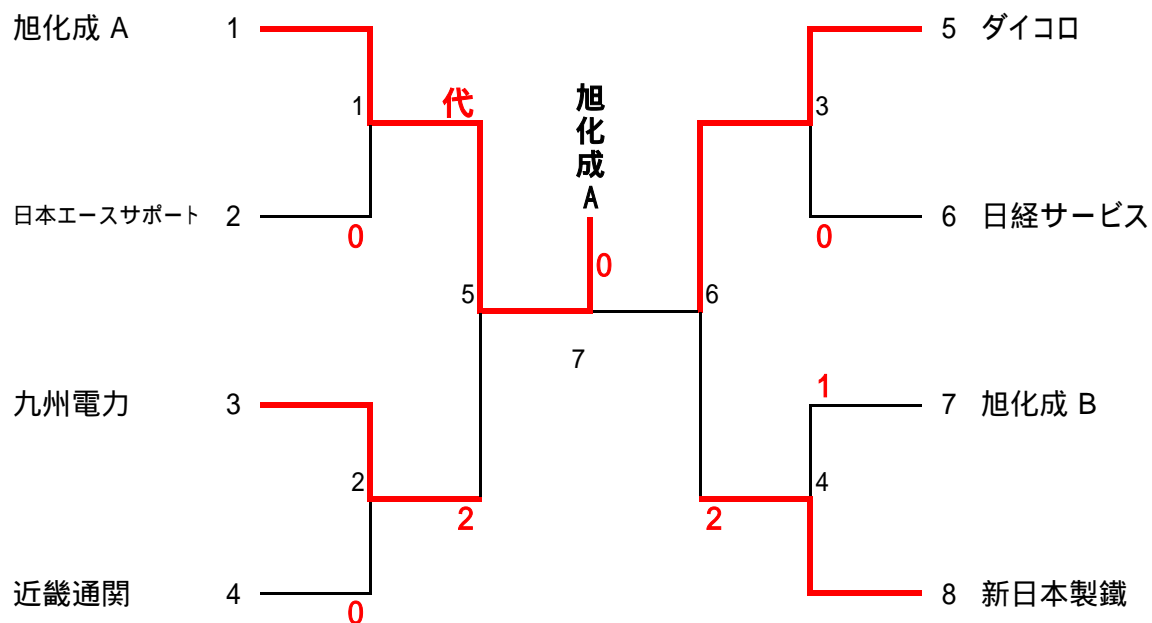 旭化成 A 1
5 ダイコロ
旭化成A
代
1
3
日本エースサポート 2
6 日経サービス
0
0
0
5
6
7
九州電力 3
1
7 旭化成 B
2
4
2
2
近畿通関 4
8 新日本製鐵
0